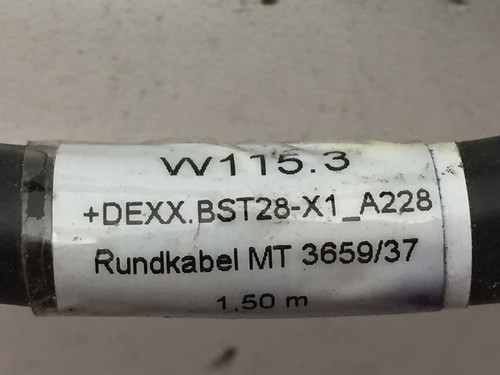 W115.3
+DEXX.BST28-X1_A228
Rundkabel MT 3659/37
1.50 m